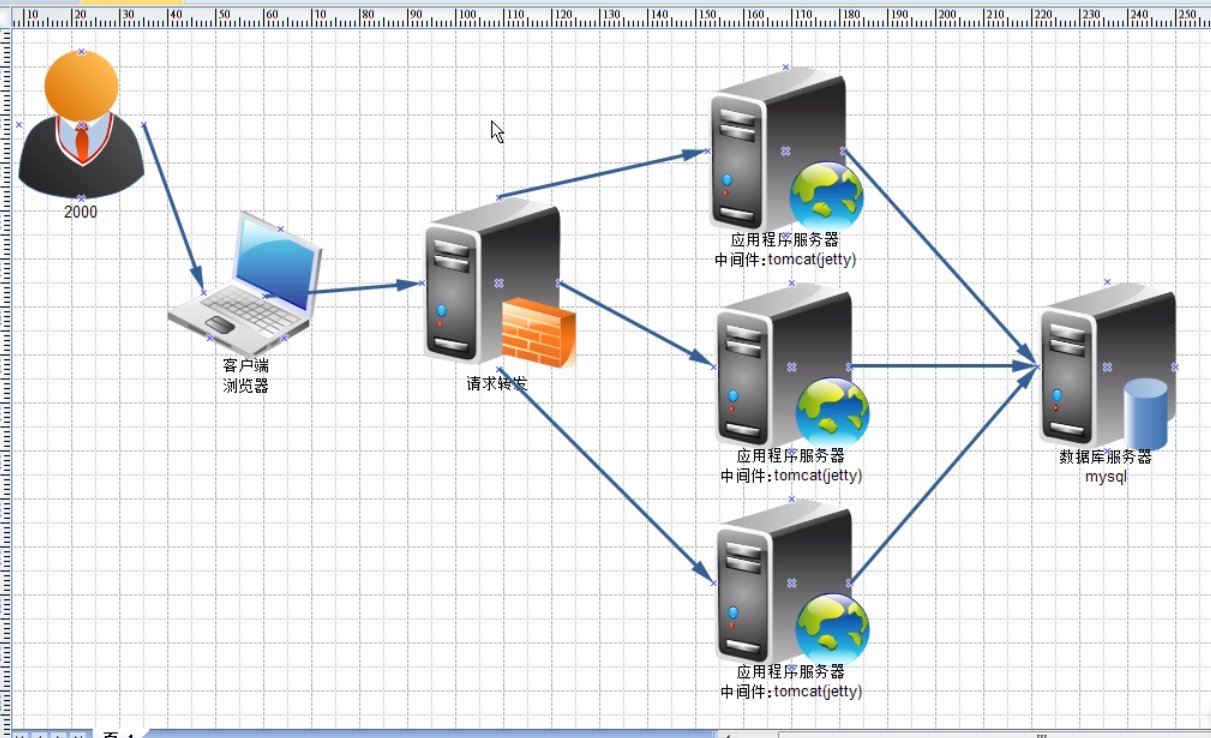 10 20 30 40 50 60 70 80 90 100 110 120 130 140 150 160 170 180 190 200 210 220 230 240 250
2000
客户端
浏览器
请求转发
应用程序服务器
中间件:tomcat(jetty)
应用程序服务器
中间件:tomcat(jetty)
应用程序服务器
中间件:tomcat(jetty)
数据库服务器
mysql